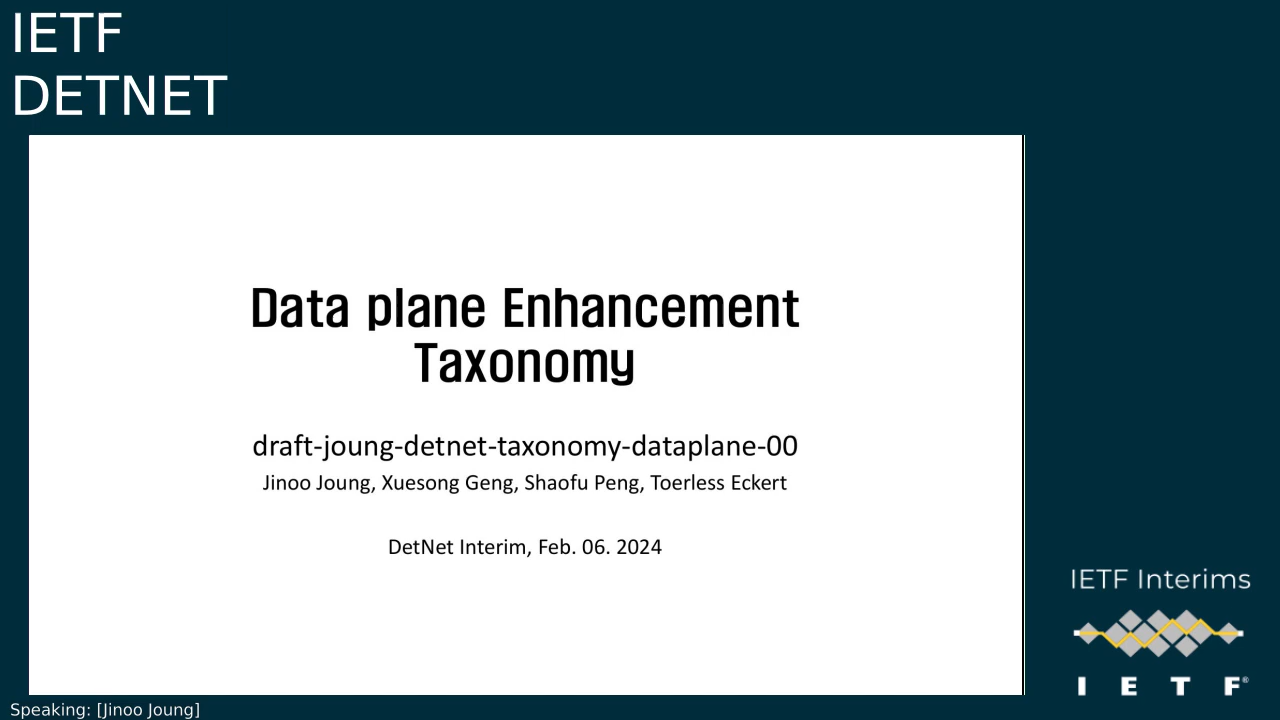 IETF
DETNET
Data plane Enhancement
Taxonomy
draft-joung-detnet-taxonomy-dataplane-00
Jinoo Joung, Xuesong Geng, Shaofu Peng, Toerless Eckert
DetNet Interim, Feb. 06. 2024
IETF Interims
I E T F®
Speaking: [Jinoo Joung]